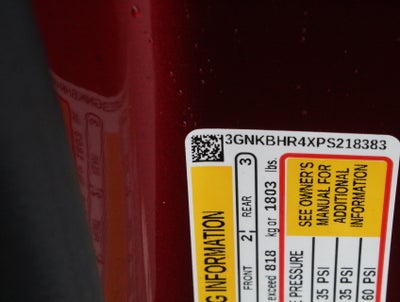 3GNKBHR4XPS218383
G INFORMATION
FRONT 2 REAR 3
exceed 818 kg or 1803 lbs.
SEE OWNER'S
MANUAL FOR
ADDITIONAL
INFORMATION
PRESSURE
35 PSI
35 PSI
60 PSI